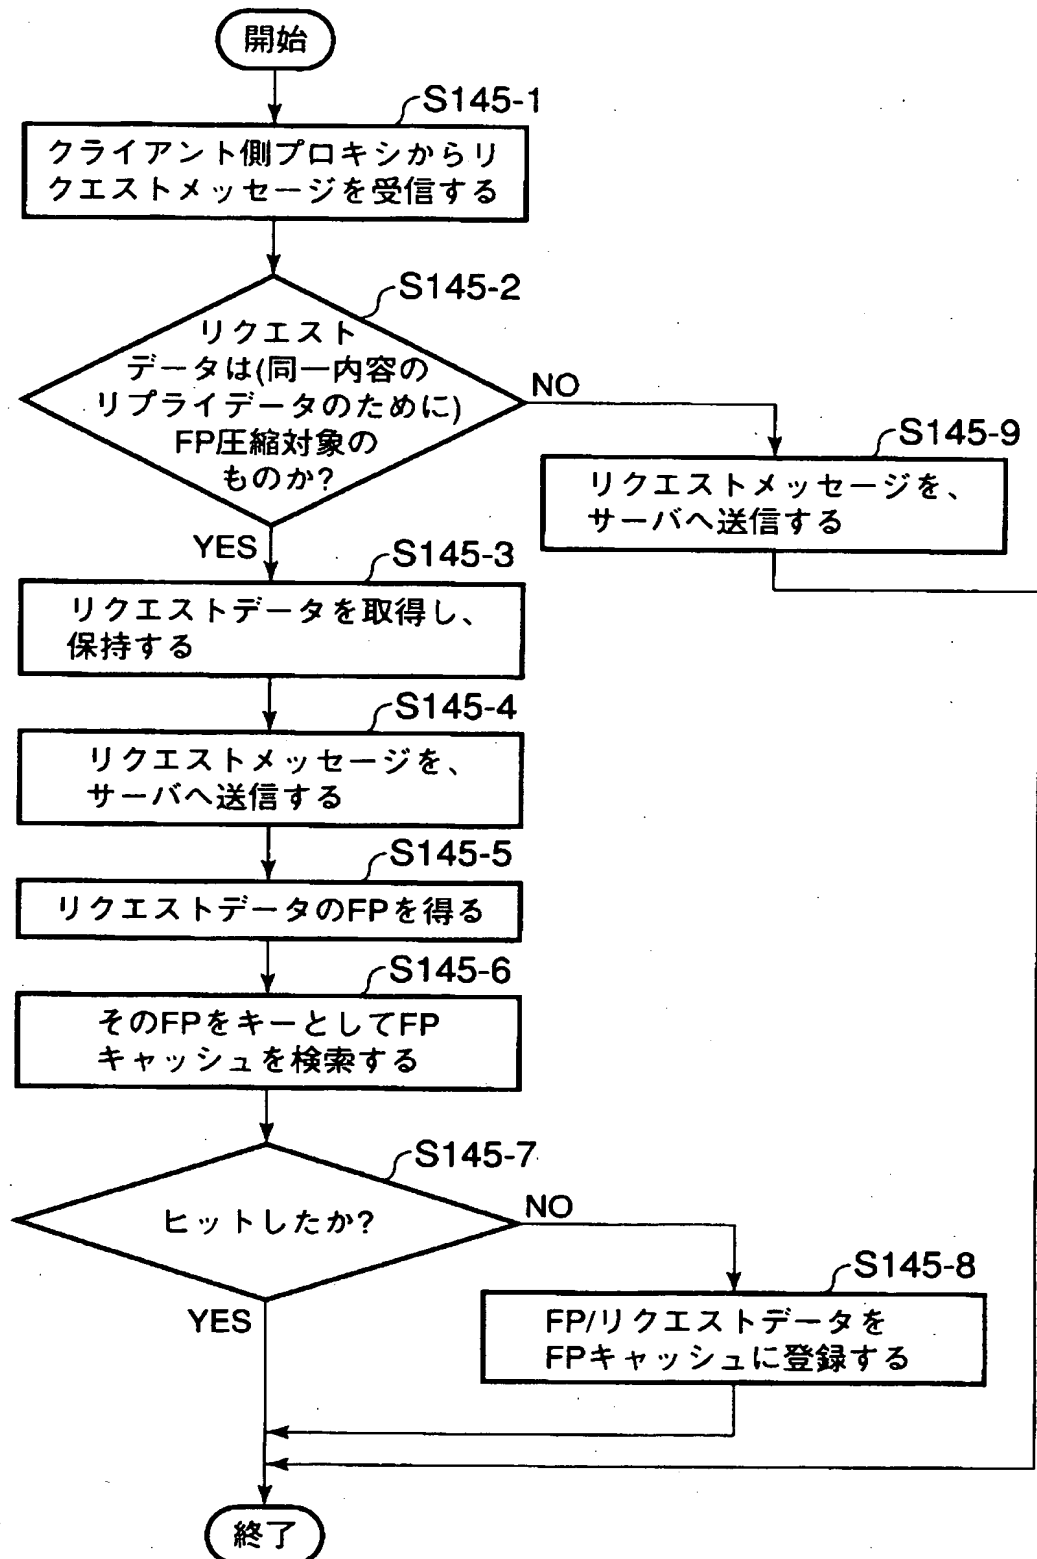 開始
S145-1
クライアント側プロキシからリ
クエストメッセージを受信する
S145-2
リクエスト
データは(同一内容の
リプライデータのために)
FP圧縮対象の
ものか?
NO
YES
S145-9
リクエストメッセージを、
サーバへ送信する
S145-3
リクエストデータを取得し、
保持する
S145-4
リクエストメッセージを、
サーバへ送信する
S145-5
リクエストデータのFPを得る
S145-6
そのFPをキーとしてFP
キャッシュを検索する
S145-7
ヒットしたか?
NO
YES
S145-8
FP/リクエストデータを
FPキャッシュに登録する
終了